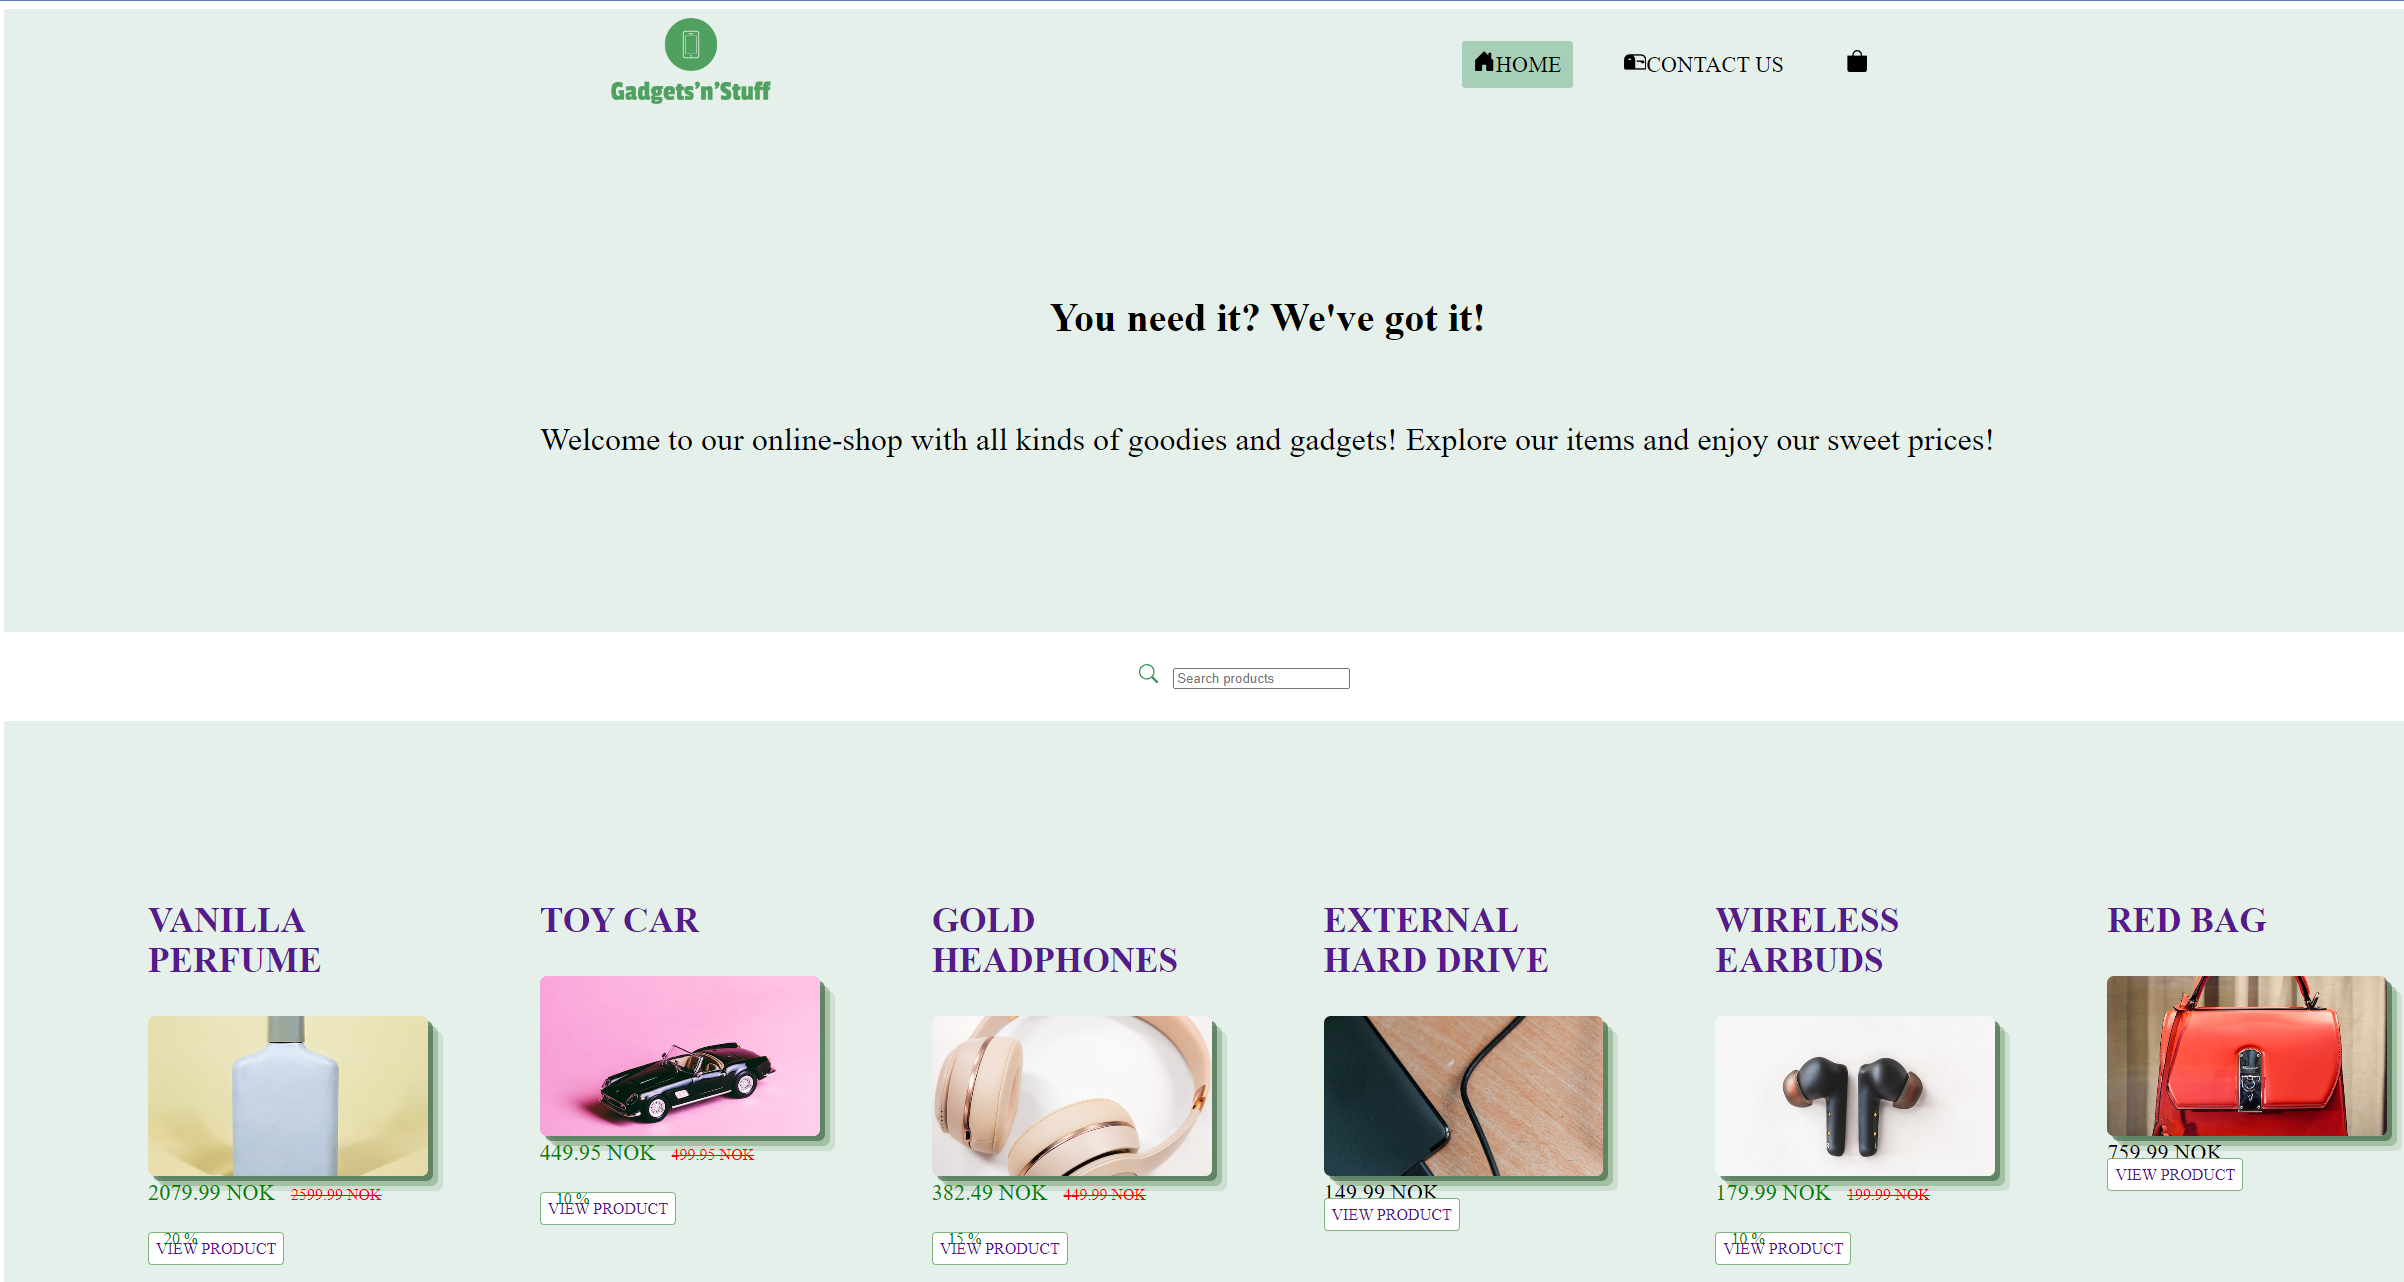 Gadgets'n'Stuff
HOME
CONTACT US
You need it? We've got it!
Welcome to our online-shop with all kinds of goodies and gadgets! Explore our items and enjoy our sweet prices!
Search products
VANILLA
PERFUME
2079.99 NOK 2599.99 NOK
20 %
VIEW PRODUCT
TOY CAR
449.95 NOK 499.95 NOK
10 %
VIEW PRODUCT
GOLD
HEADPHONES
382.49 NOK 449.99 NOK
15 %
VIEW PRODUCT
EXTERNAL
HARD DRIVE
149.99 NOK
VIEW PRODUCT
WIRELESS
EARBUDS
179.99 NOK 199.99 NOK
10 %
VIEW PRODUCT
RED BAG
759.99 NOK
VIEW PRODUCT